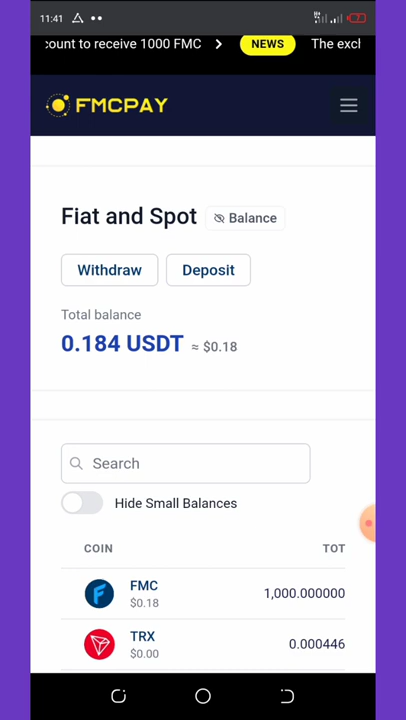 11:41
count to receive 1000 FMC > NEWS The excl
FMCPAY
Fiat and Spot Balance
Withdraw Deposit
Total balance
0.184 USDT ≈ $0.18
Search
Hide Small Balances
COIN TOT
FMC 1,000.000000
$0.18
TRX 0.000446
$0.00